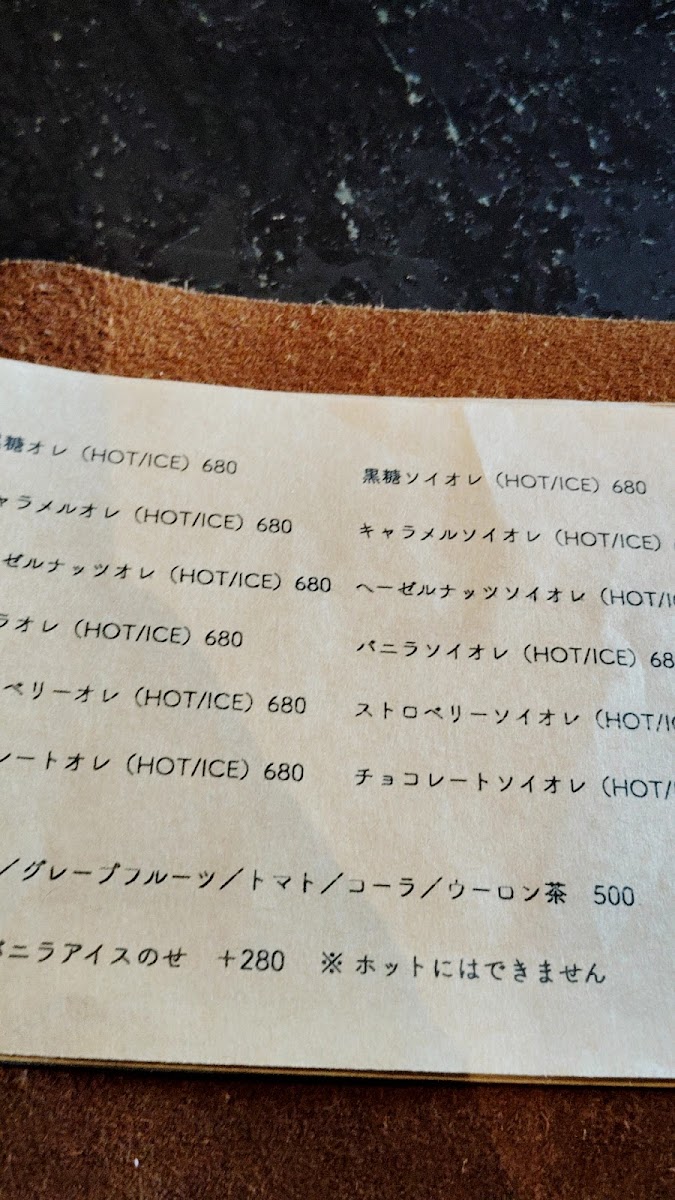 糖オレ（HOT/ICE）680
ャラメルオレ（HOT/ICE）680
ゼルナッツオレ（HOT/ICE）680
ラオレ（HOT/ICE）680
ベリーオレ（HOT/ICE）680
レートオレ（HOT/ICE）680
黒糖ソイオレ（HOT/ICE）680
キャラメルソイオレ（HOT/ICE）
ヘーゼルナッツソイオレ（HOT/I
バニラソイオレ（HOT/ICE）68
ストロベリーソイオレ（HOT/I
チョコレートソイオレ（HOT/
／グレープフルーツ／トマト／コーラ／ウーロン茶 500
バニラアイスのせ +280 ※ ホットにはできません